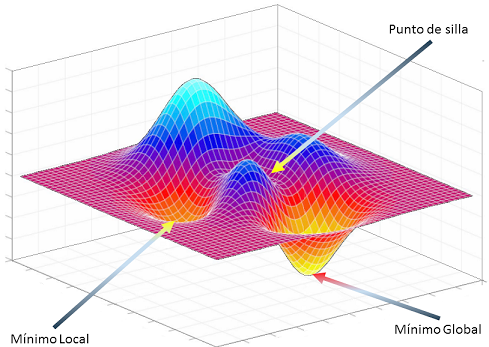 Punto de silla
Mínimo Local
Mínimo Global